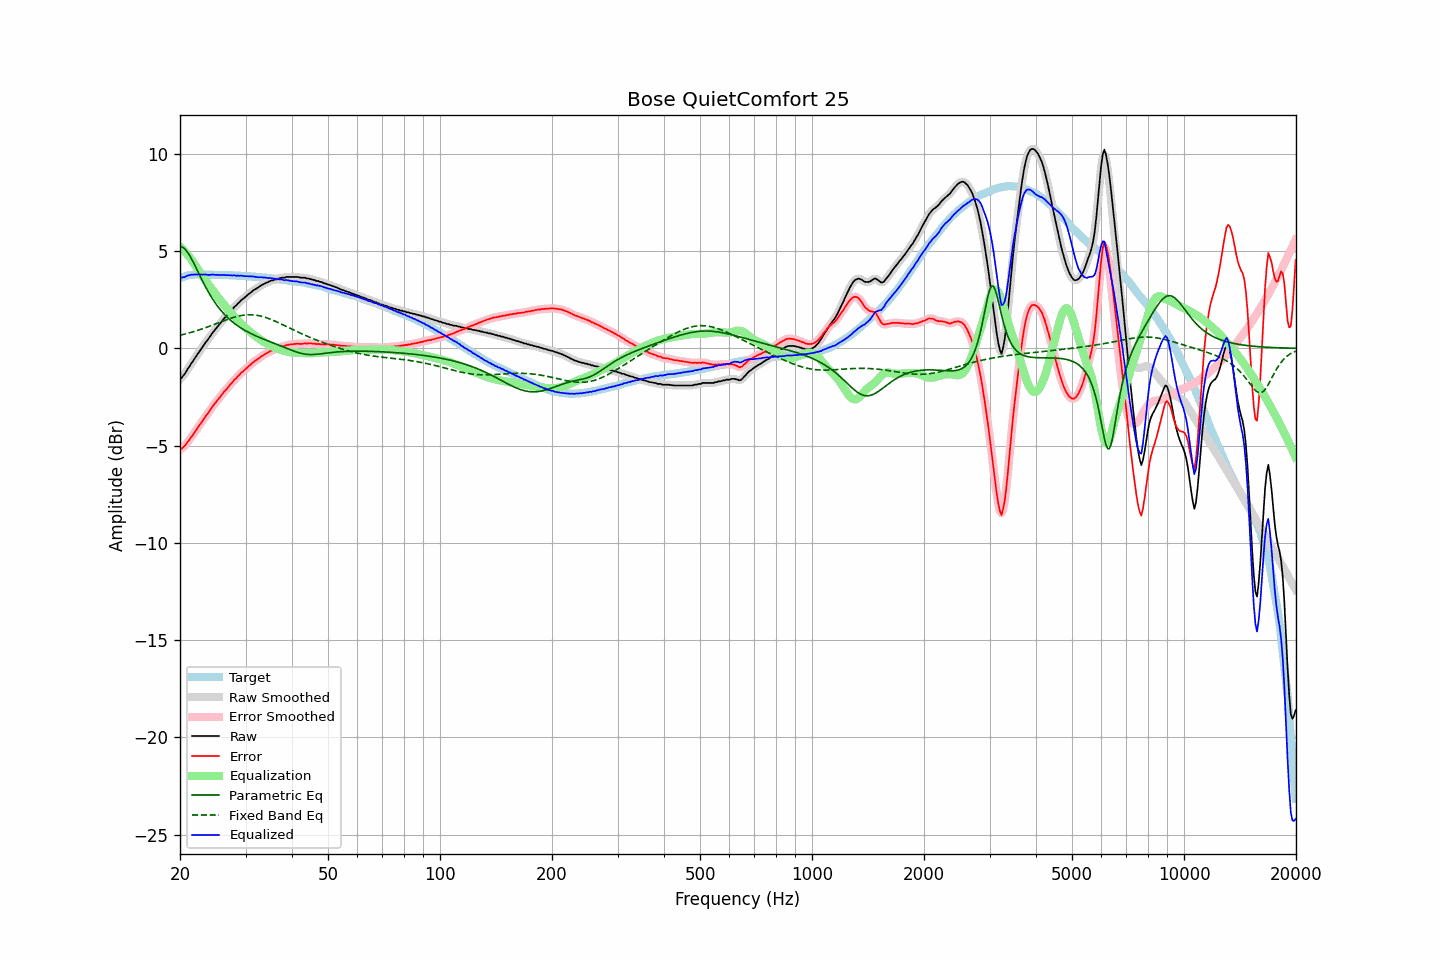 Bose QuietComfort 25
Amplitude (dBr)
10
5
0
−5
−10
−15
−20
−25
Target
Raw Smoothed
Error Smoothed
Raw
Error
Equalization
Parametric Eq
Fixed Band Eq
Equalized
20 50 100 200 500 1000 2000 5000 10000 20000
Frequency (Hz)